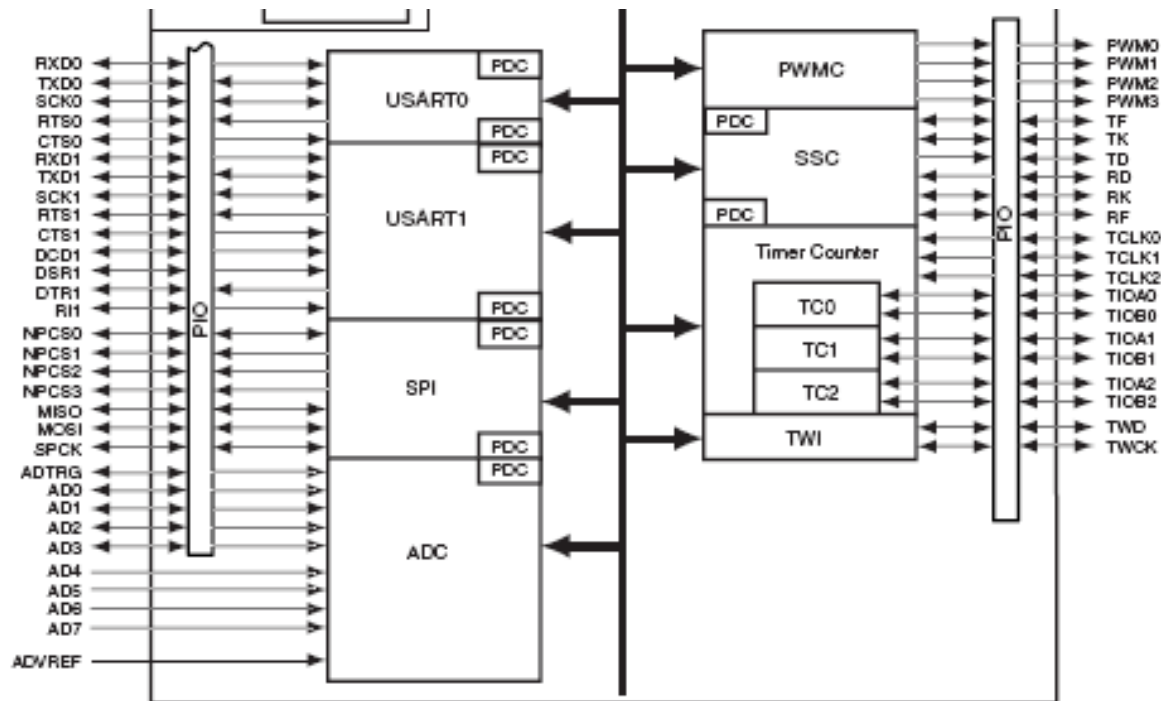 RXD0
TXD0
SCK0
RTS0
CTS0
RXD1
TXD1
SCK1
RTS1
CTS1
DCD1
DSR1
DTR1
RI1
NPCS0
NPCS1
NPCS2
NPCS3
MISO
MOSI
SPCK
ADTRG
AD0
AD1
AD2
AD3
AD4
AD5
AD6
AD7
ADVREF
PIO
PDC
USART0
PDC
PDC
USART1
PDC
PDC
SPI
PDC
PDC
ADC
PWMC
PDC
SSC
PDC
Timer Counter
TC0
TC1
TC2
TWI
PIO
PWM0
PWM1
PWM2
PWM3
TF
TK
TD
RD
RK
RF
TCLK0
TCLK1
TCLK2
TIOA0
TIOB0
TIOA1
TIOB1
TIOA2
TIOB2
TWD
TWCK